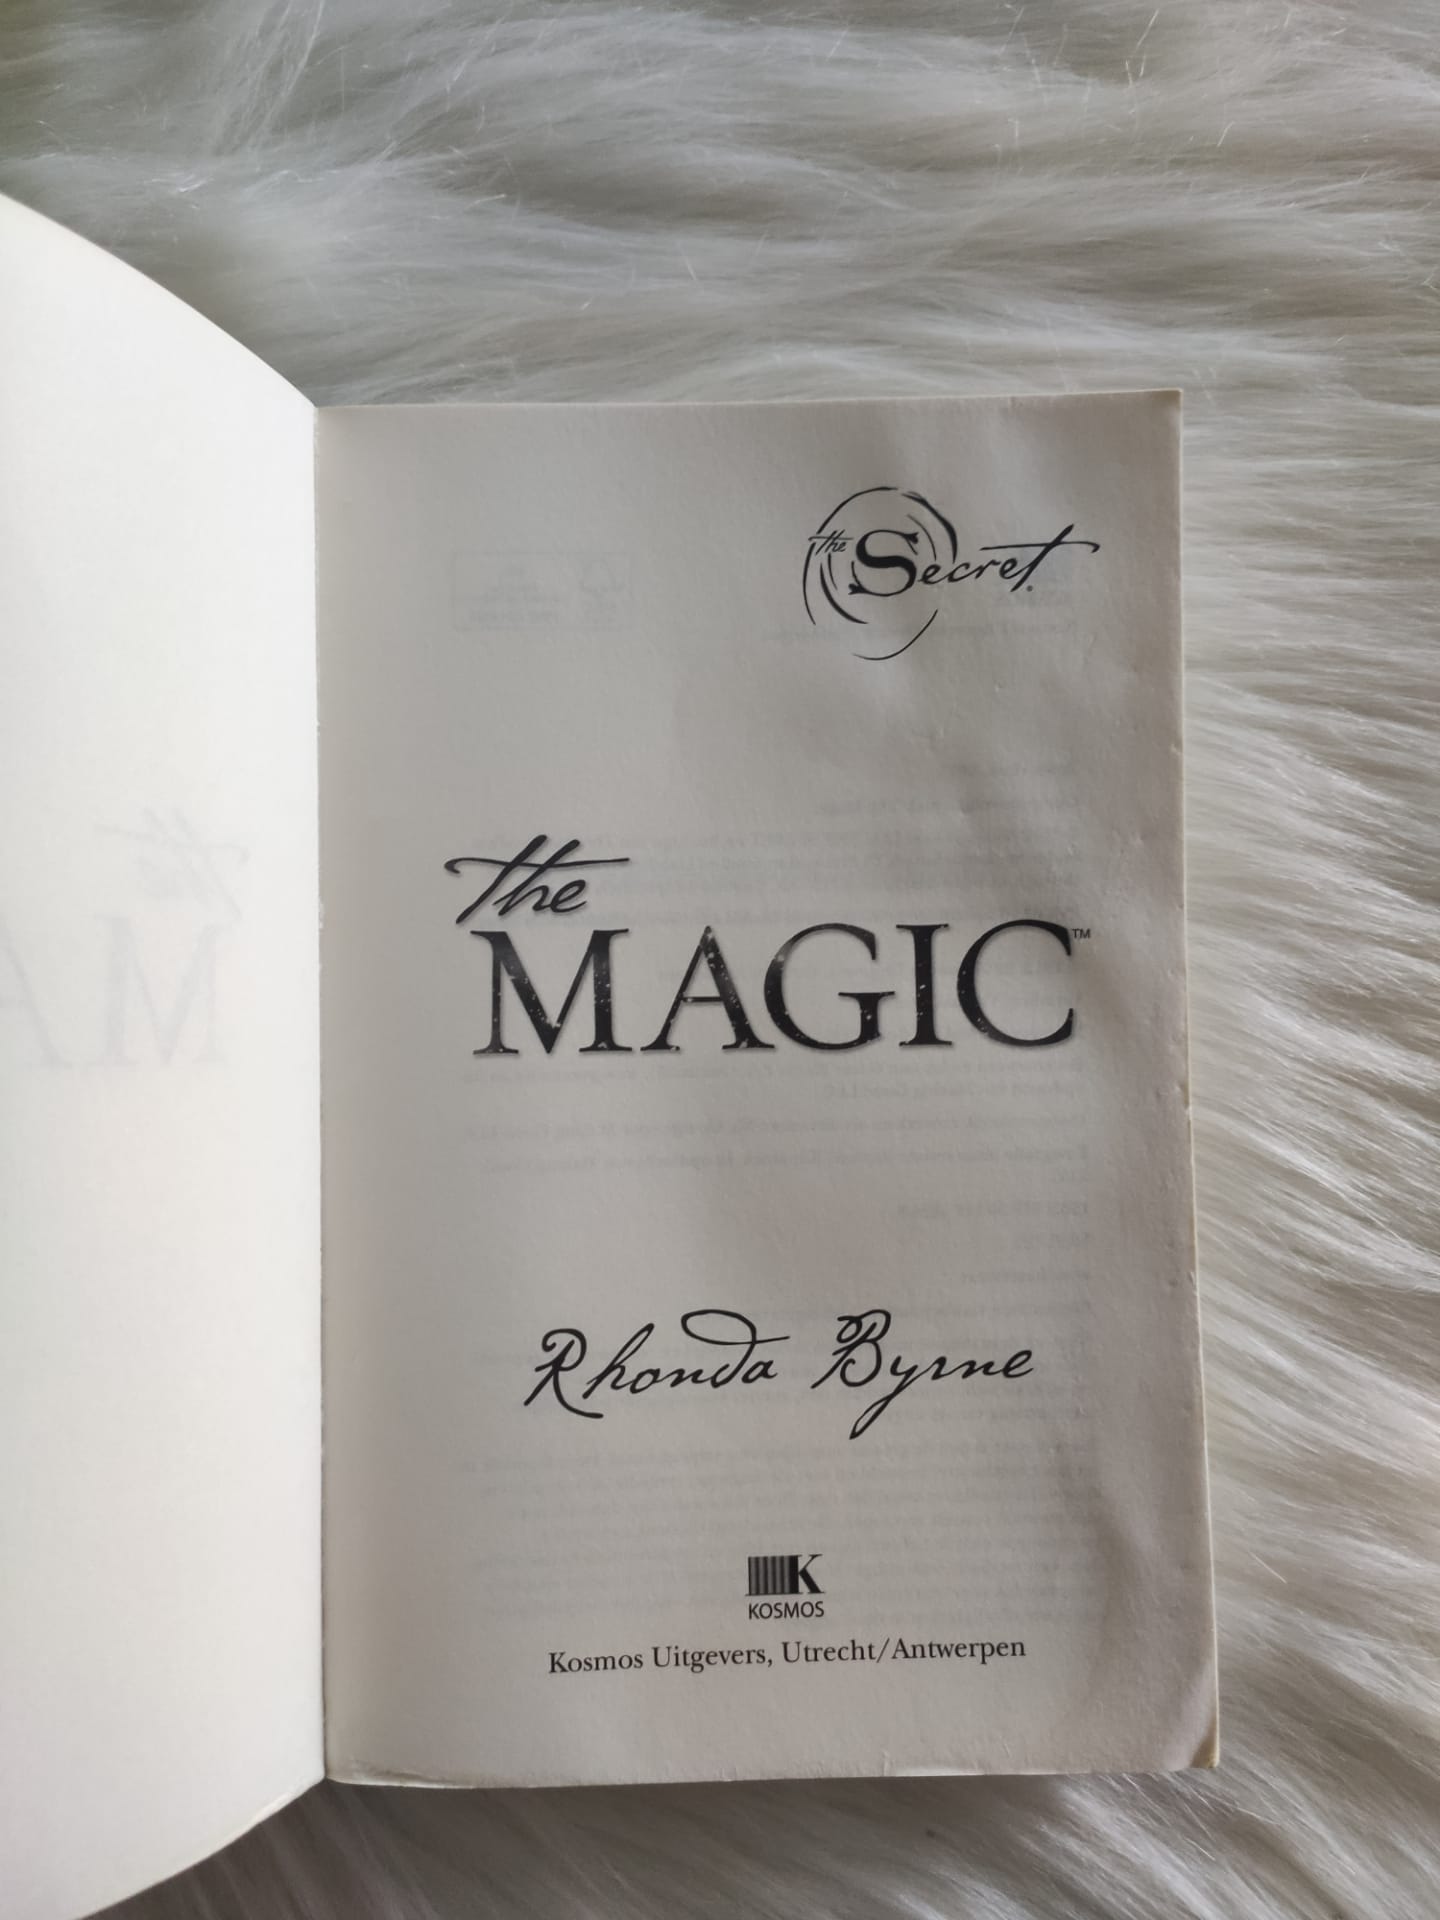 the Secret
the
MAGIC™
Rhonda Byrne
K
KOSMOS
Kosmos Uitgevers, Utrecht/Antwerpen